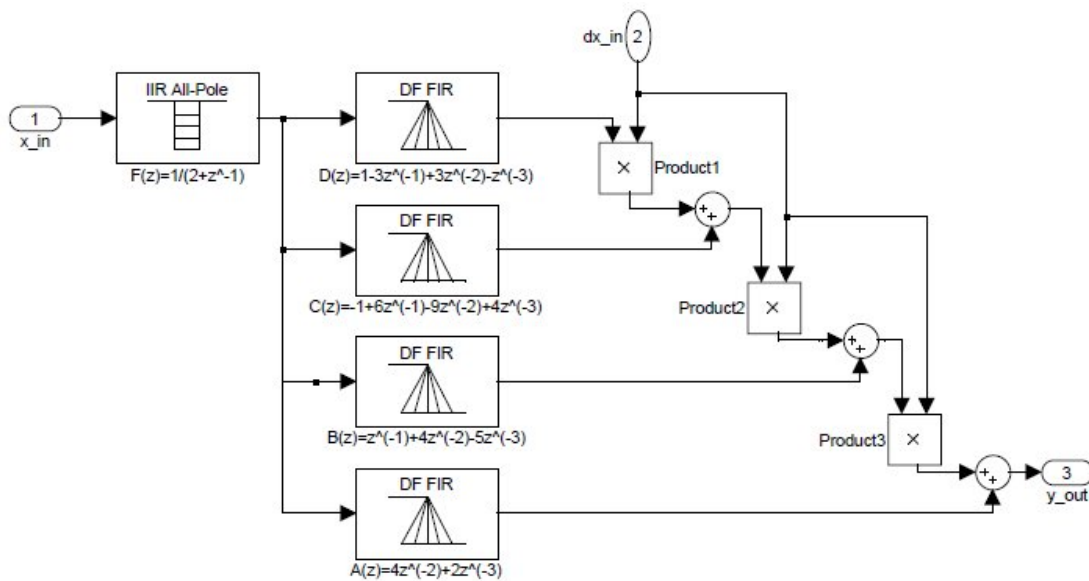 dx_in
2
IIR All-Pole
DF FIR
1
x_in
F(z)=1/(2+z^-1)
D(z)=1-3z^(-1)+3z^(-2)-z^(-3)
×
Product1
+
+
DF FIR
C(z)=-1+6z^(-1)-9z^(-2)+4z^(-3)
×
Product2
+
+
DF FIR
B(z)=z^(-1)+4z^(-2)-5z^(-3)
×
Product3
+
+
DF FIR
A(z)=4z^(-2)+2z^(-3)
3
y_out